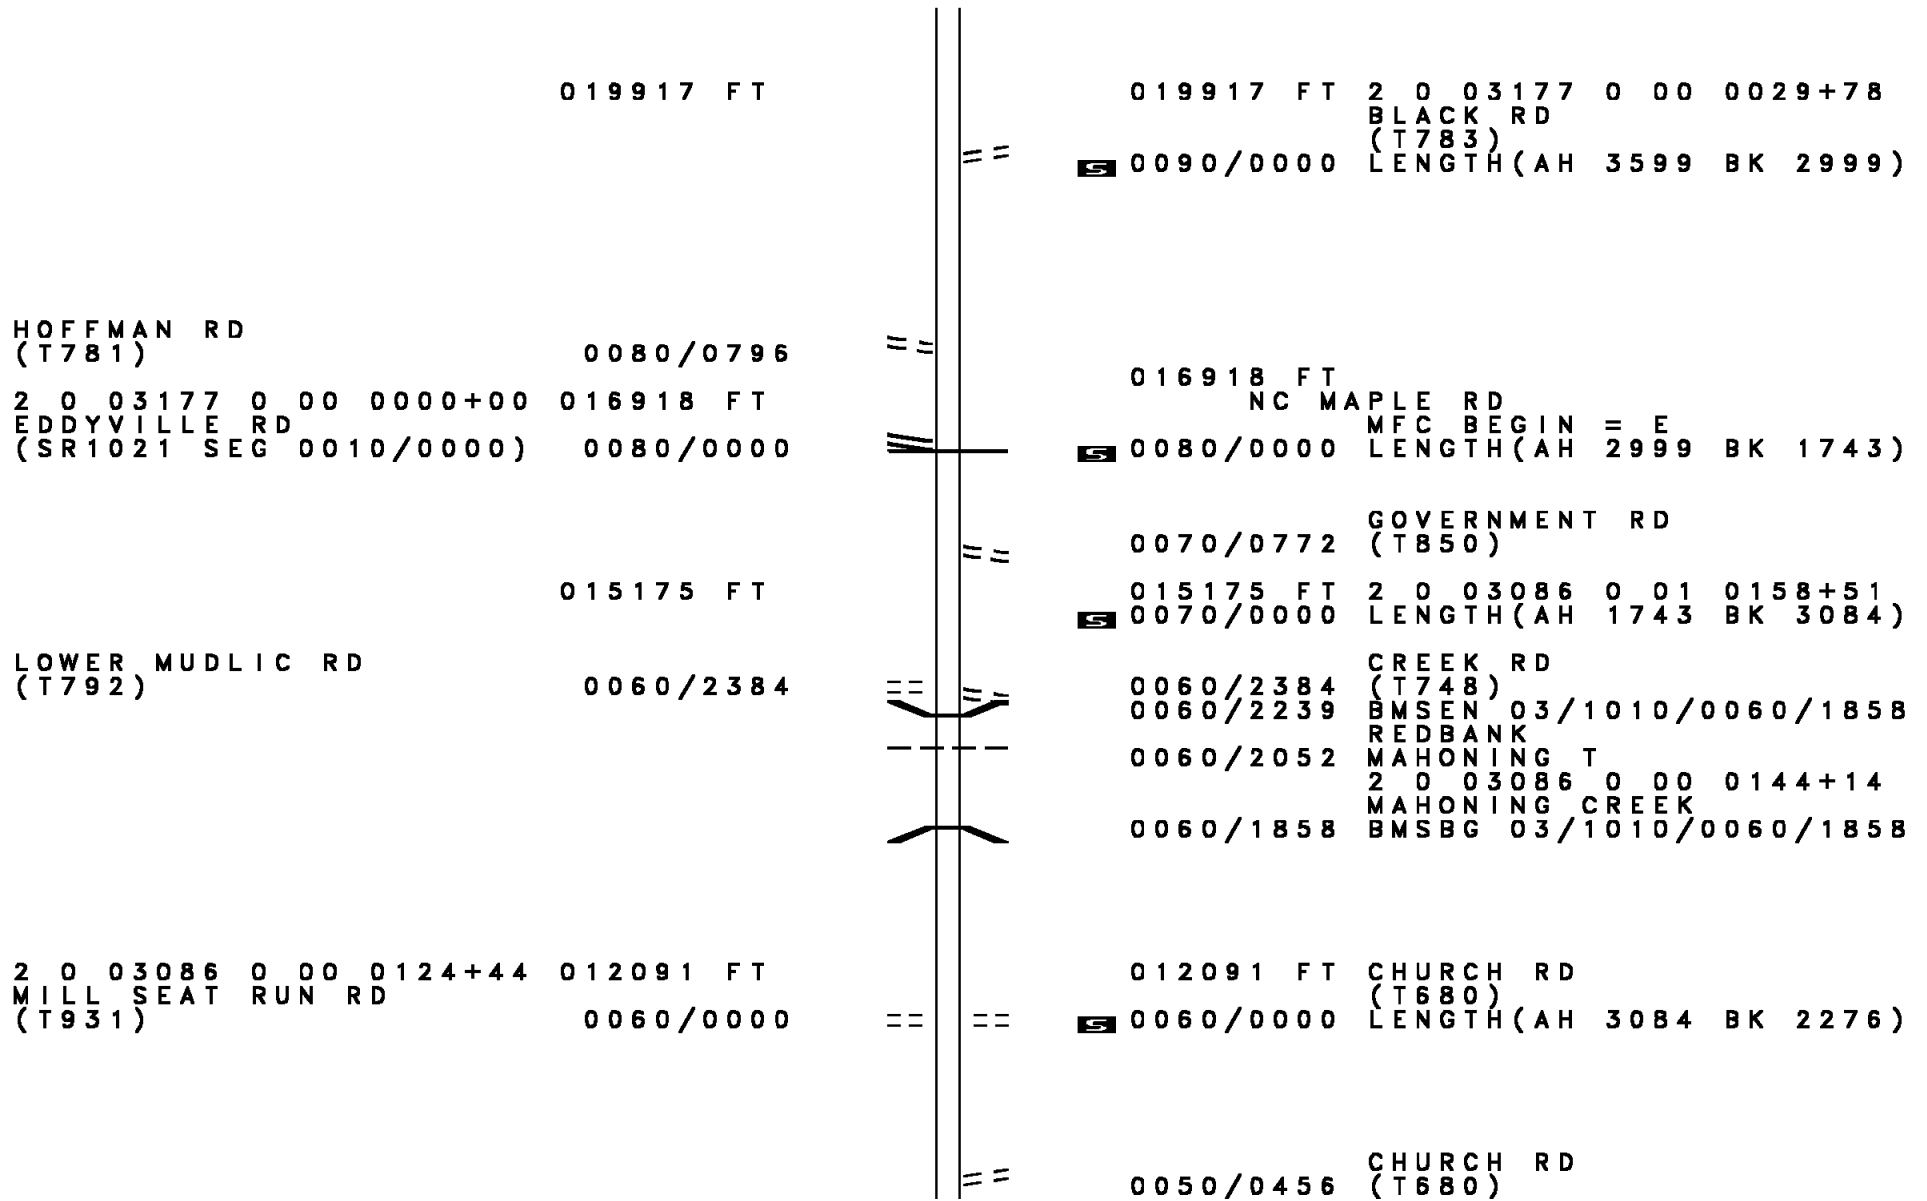 019917 FT 019917 FT 2 0 03177 0 00 0029+78
BLACK RD
(T783)
S 0090/0000 LENGTH(AH 3599 BK 2999)
HOFFMAN RD
(T781) 0080/0796
016918 FT
2 0 03177 0 00 0000+00 016918 FT NC MAPLE RD
EDDYVILLE RD MFC BEGIN = E
(SR1021 SEG 0010/0000) 0080/0000 S 0080/0000 LENGTH(AH 2999 BK 1743)
GOVERNMENT RD
0070/0772 (T850)
015175 FT 015175 FT 2 0 03086 0 01 0158+51
S 0070/0000 LENGTH(AH 1743 BK 3084)
LOWER MUDLIC RD CREEK RD
(T792) 0060/2384 0060/2384 (T748)
0060/2239 BMSEN 03/1010/0060/1858
REDBANK
0060/2052 MAHONING T
2 0 03086 0 00 0144+14
MAHONING CREEK
0060/1858 BMSBG 03/1010/0060/1858
2 0 03086 0 00 0124+44 012091 FT 012091 FT CHURCH RD
MILL SEAT RUN RD (T680)
(T931) 0060/0000 S 0060/0000 LENGTH(AH 3084 BK 2276)
CHURCH RD
0050/0456 (T680)